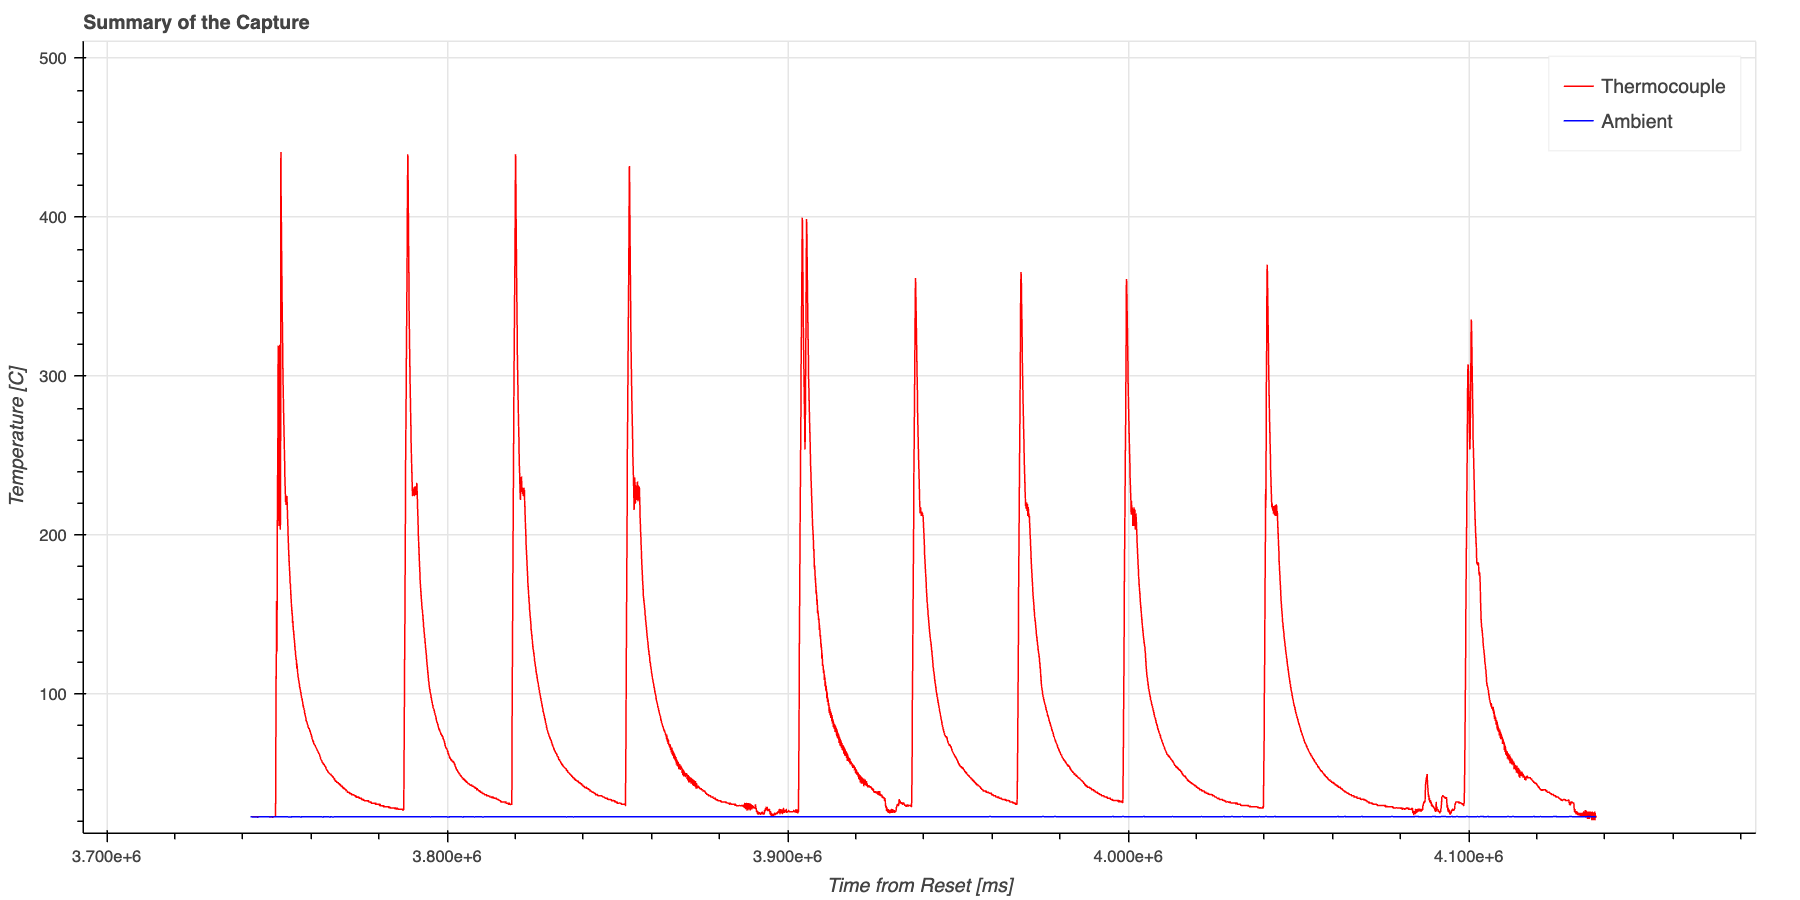 Summary of the Capture
500
400
300
200
100
Temperature [C]
Thermocouple
Ambient
3.700e+6 3.800e+6 3.900e+6 4.000e+6 4.100e+6
Time from Reset [ms]